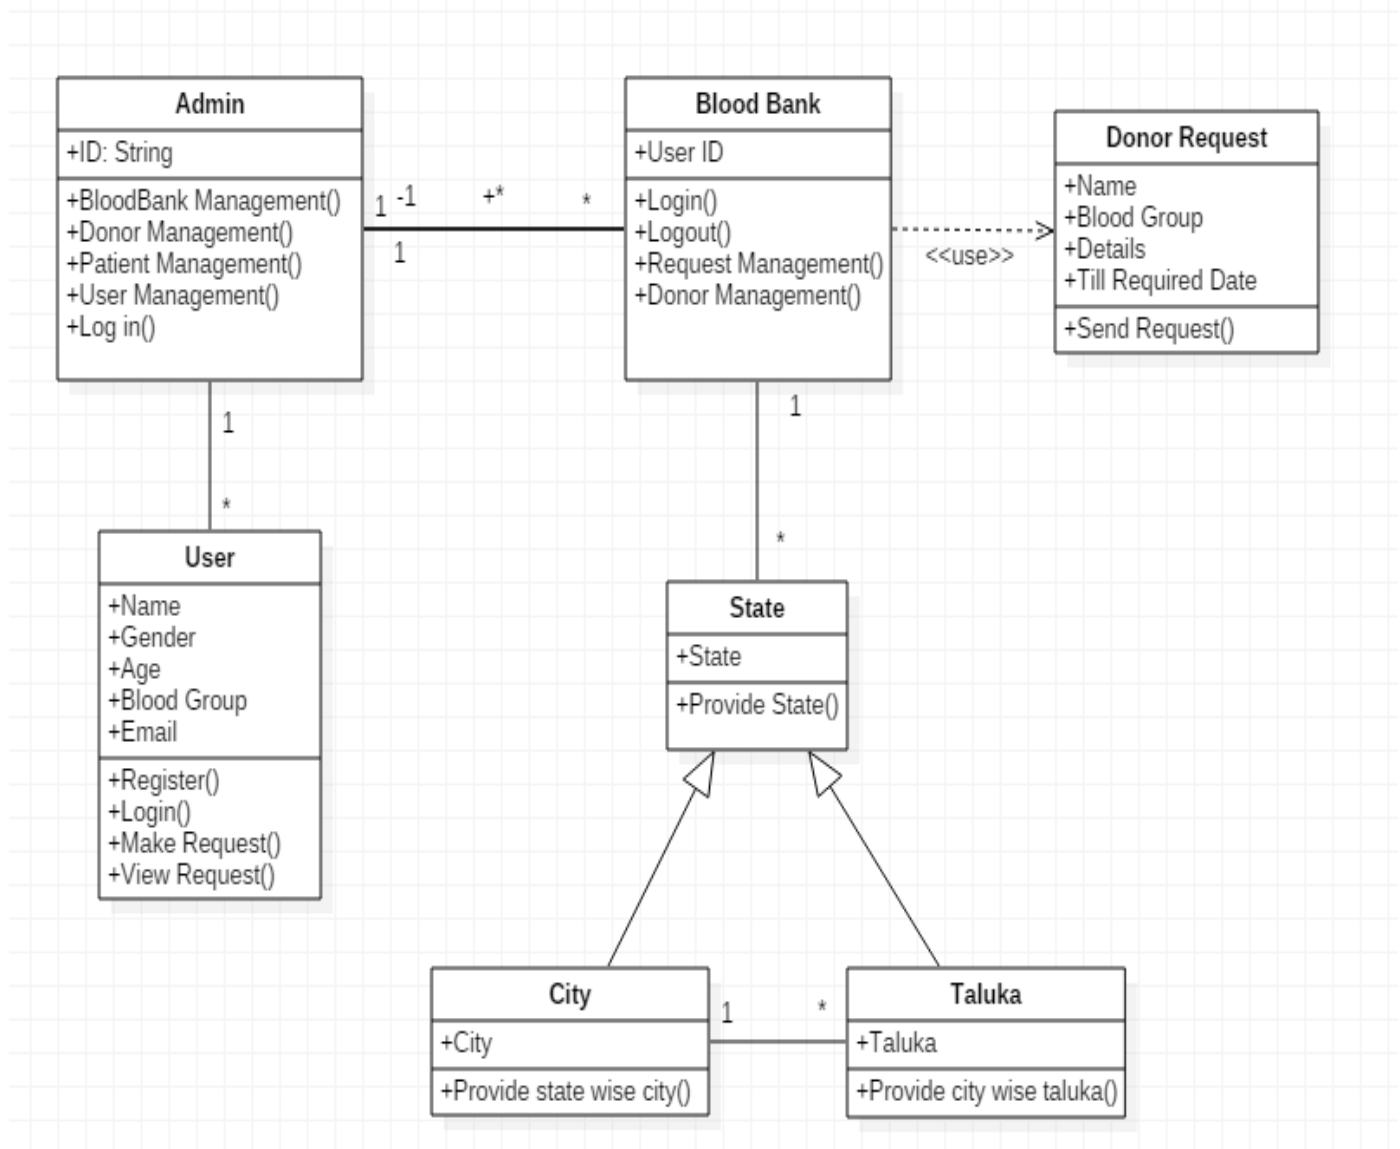 Admin
+ID: String
+BloodBank Management()
+Donor Management()
+Patient Management()
+User Management()
+Log in()
1
-1
+*
*
1
Blood Bank
+User ID
+Login()
+Logout()
+Request Management()
+Donor Management()
<<use>>
Donor Request
+Name
+Blood Group
+Details
+Till Required Date
+Send Request()
1
*
User
+Name
+Gender
+Age
+Blood Group
+Email
+Register()
+Login()
+Make Request()
+View Request()
1
*
State
+State
+Provide State()
City
+City
+Provide state wise city()
1
*
Taluka
+Taluka
+Provide city wise taluka()